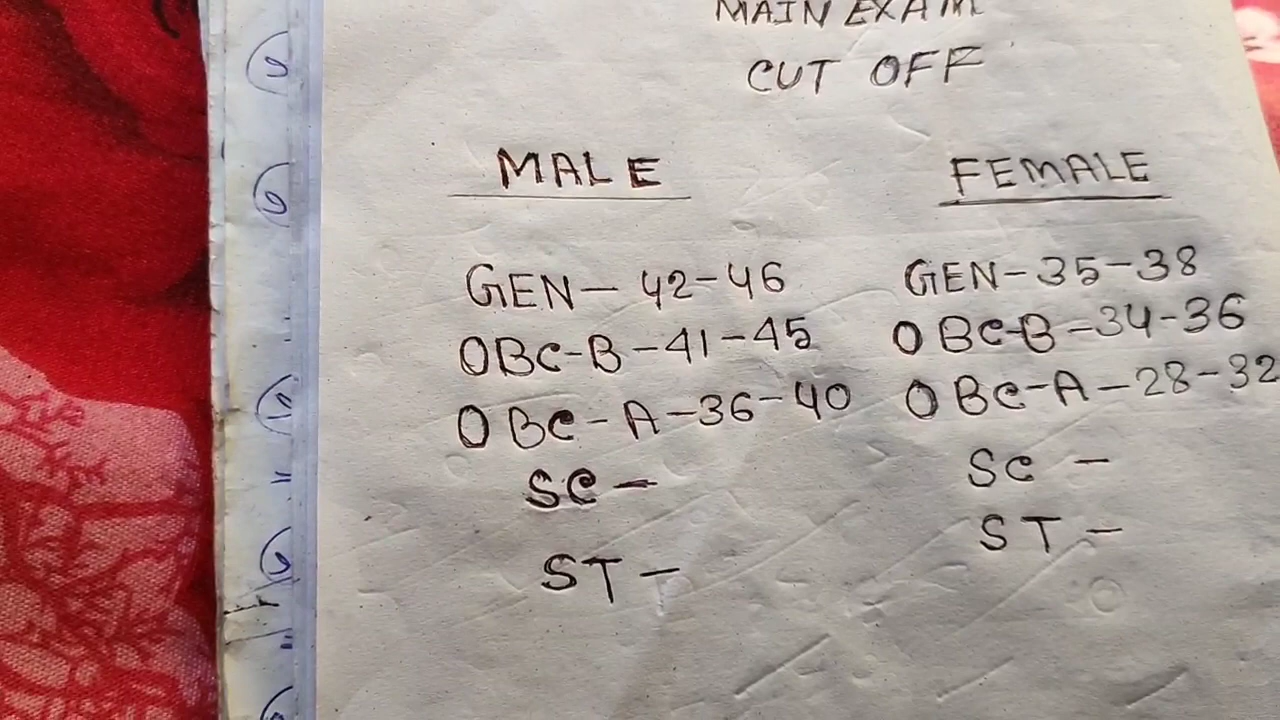 MAIN EXAM
CUT OFF
MALE
GEN- 42-46
OBC-B-41-45
OBC-A-36-40
SC -
ST -
FEMALE
GEN-35-38
OBC-B-34-36
OBC-A-28-32
SC -
ST -